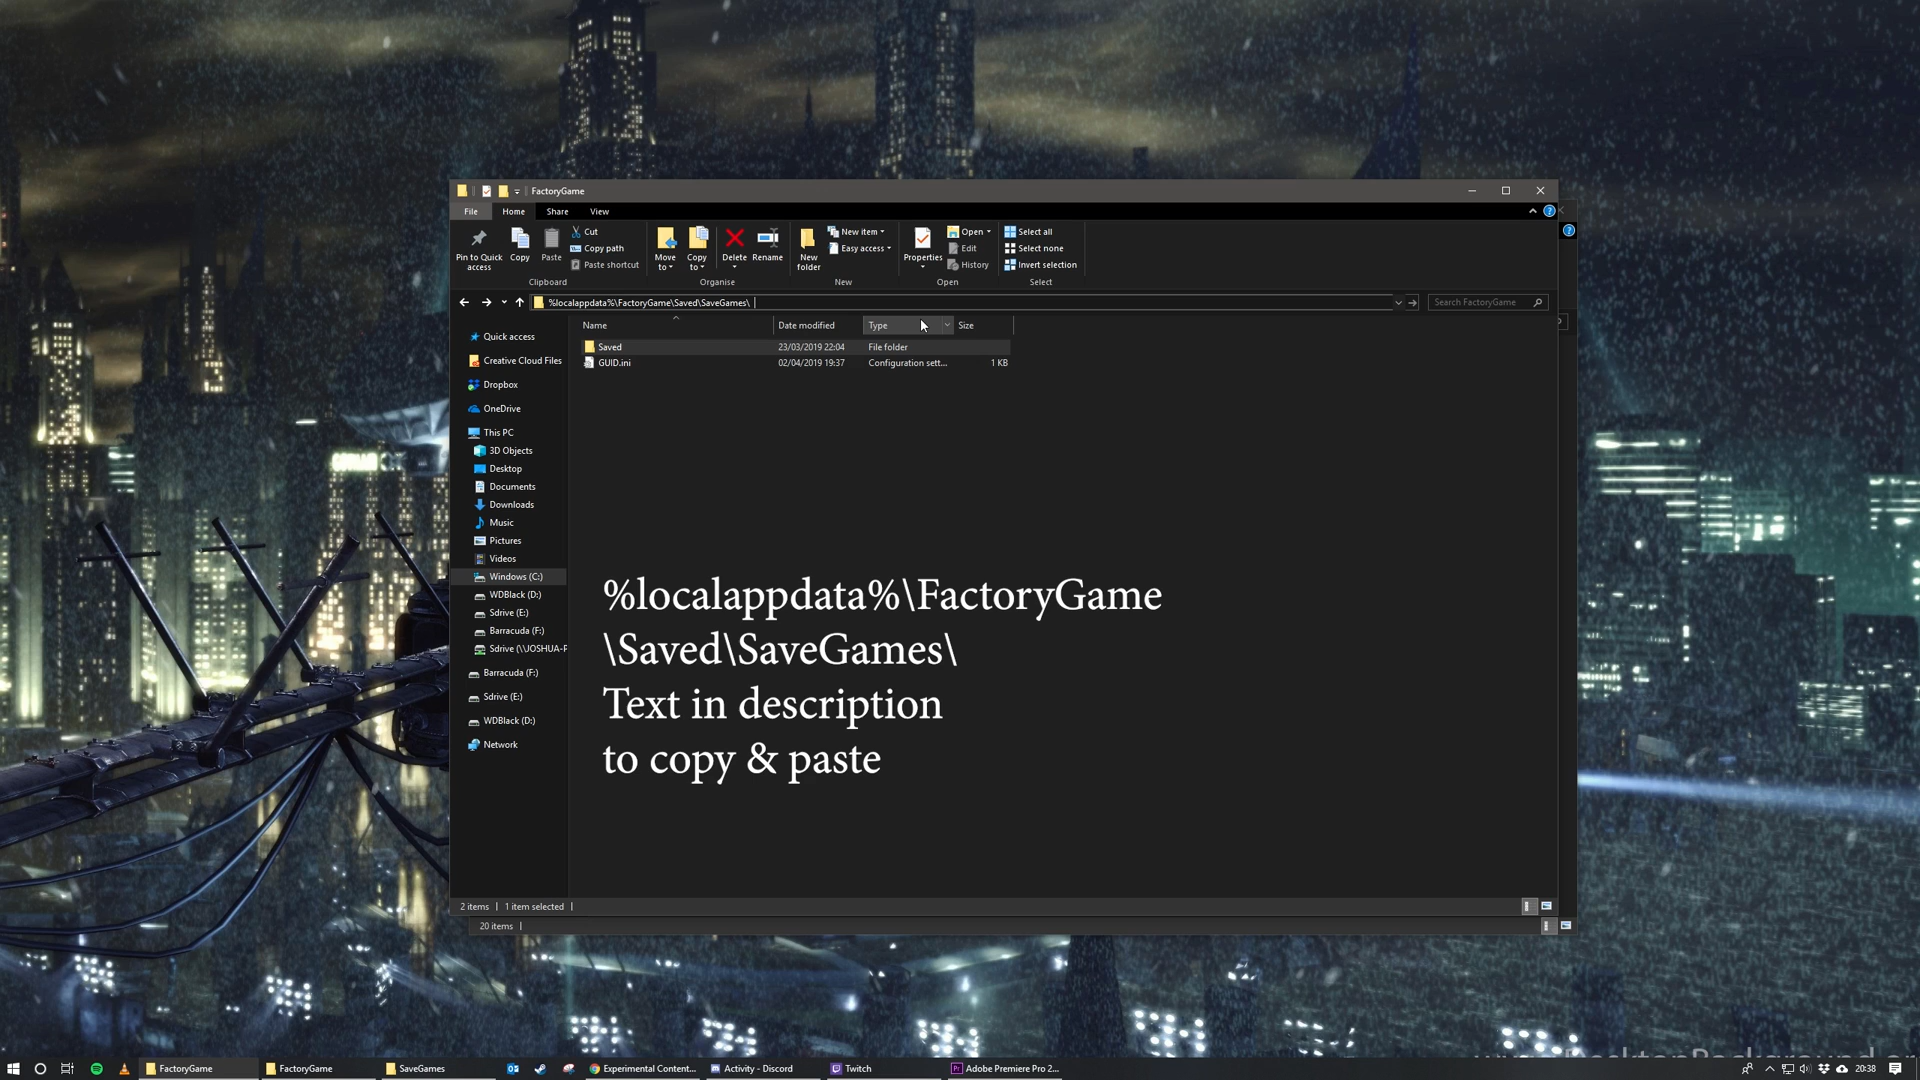 FactoryGame
File
Home
Share
View
Pin to Quick access
Copy
Paste
Cut
Copy path
Paste shortcut
Clipboard
Move to
Copy to
Delete
Rename
Organise
New folder
New item
Easy access
New
Properties
Open
Edit
History
Open
Select all
Select none
Invert selection
Select
%localappdata%\FactoryGame\Saved\SaveGames\
Search FactoryGame
Name
Date modified
Type
Size
Saved 23/03/2019 22:04 File folder
GUID.ini 02/04/2019 19:37 Configuration sett... 1 KB
Quick access
Creative Cloud Files
Dropbox
OneDrive
This PC
3D Objects
Desktop
Documents
Downloads
Music
Pictures
Videos
Windows (C:)
WDBlack (D:)
Sdrive (E:)
Barracuda (F:)
Sdrive (\\JOSHUA-P
Barracuda (F:)
Sdrive (E:)
WDBlack (D:)
Network
%localappdata%\FactoryGame
\Saved\SaveGames\
Text in description
to copy & paste
2 items
1 item selected
20 items
FactoryGame
FactoryGame
SaveGames
Experimental Content...
Activity - Discord
Twitch
Adobe Premiere Pro 2...
20:38